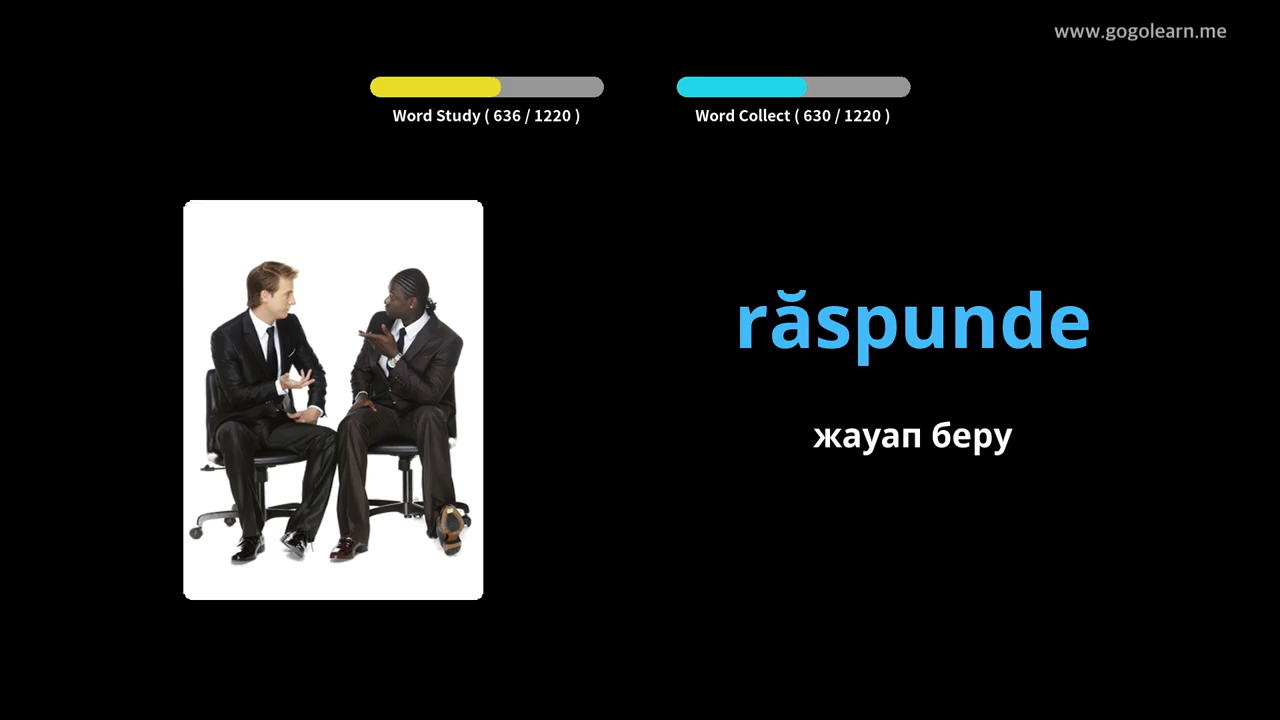 www.gogolearn.me
Word Study ( 636 / 1220 )
Word Collect ( 630 / 1220 )
răspunde
жауап беру